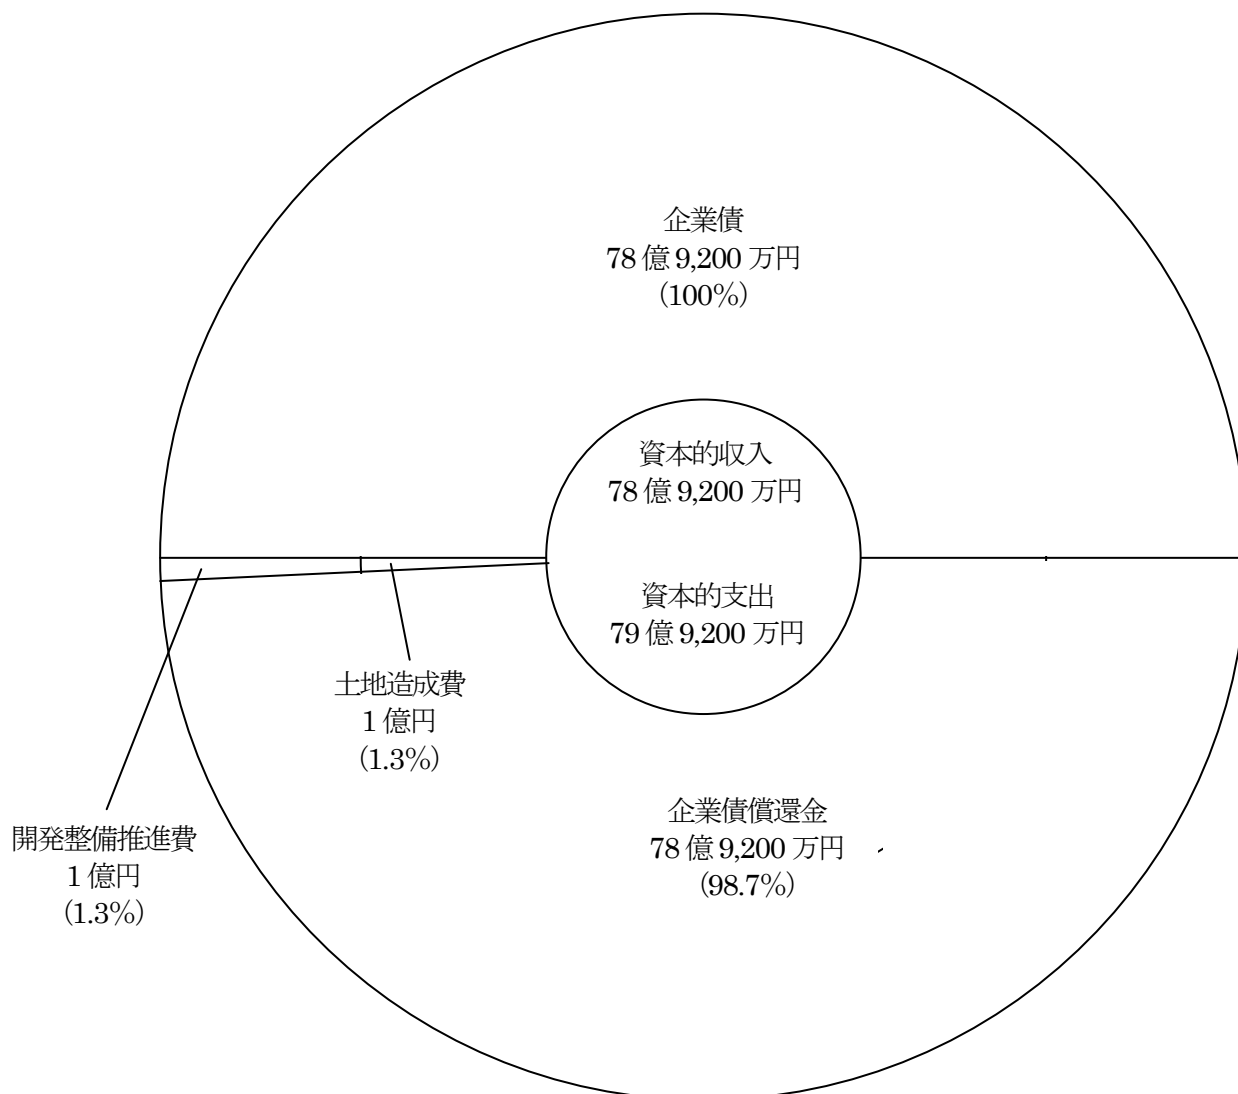 企業債
78 億 9,200 万円
(100%)
資本的収入
78 億 9,200 万円
資本的支出
79 億 9,200 万円
土地造成費
1 億円
(1.3%)
企業債償還金
78 億 9,200 万円
(98.7%)
開発整備推進費
1 億円
(1.3%)